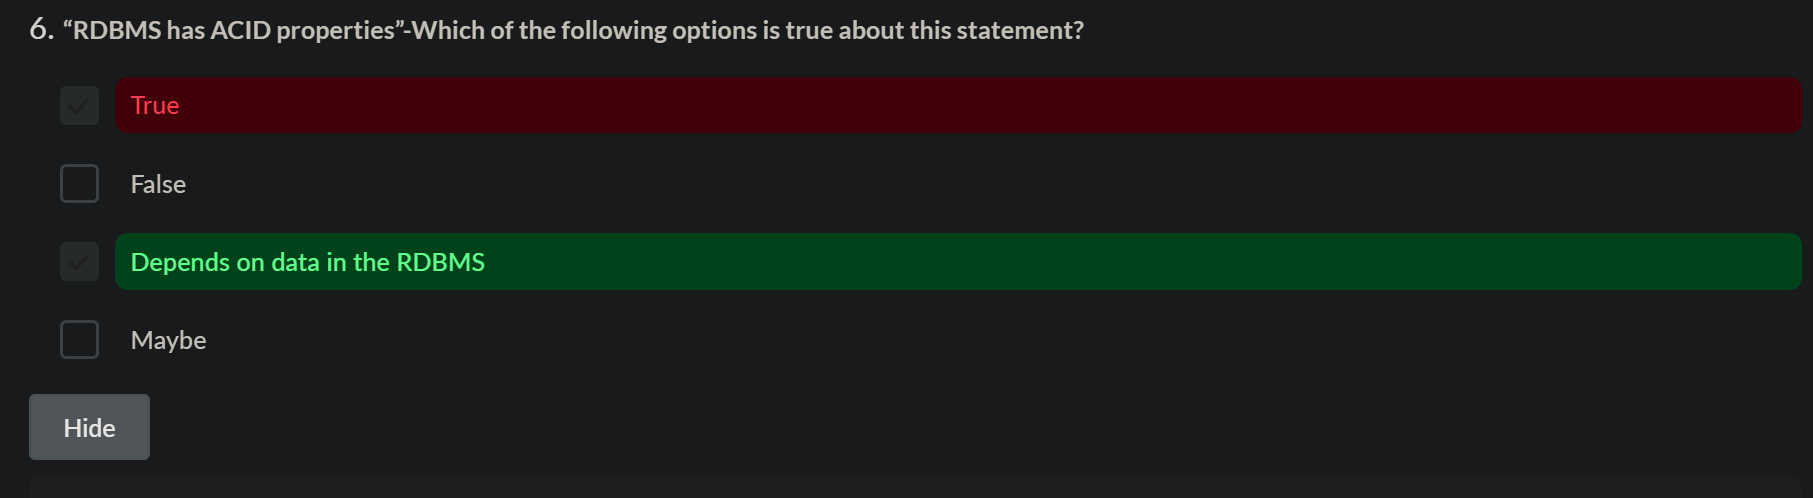 6. “RDBMS has ACID properties”-Which of the following options is true about this statement?
True
False
Depends on data in the RDBMS
Maybe
Hide